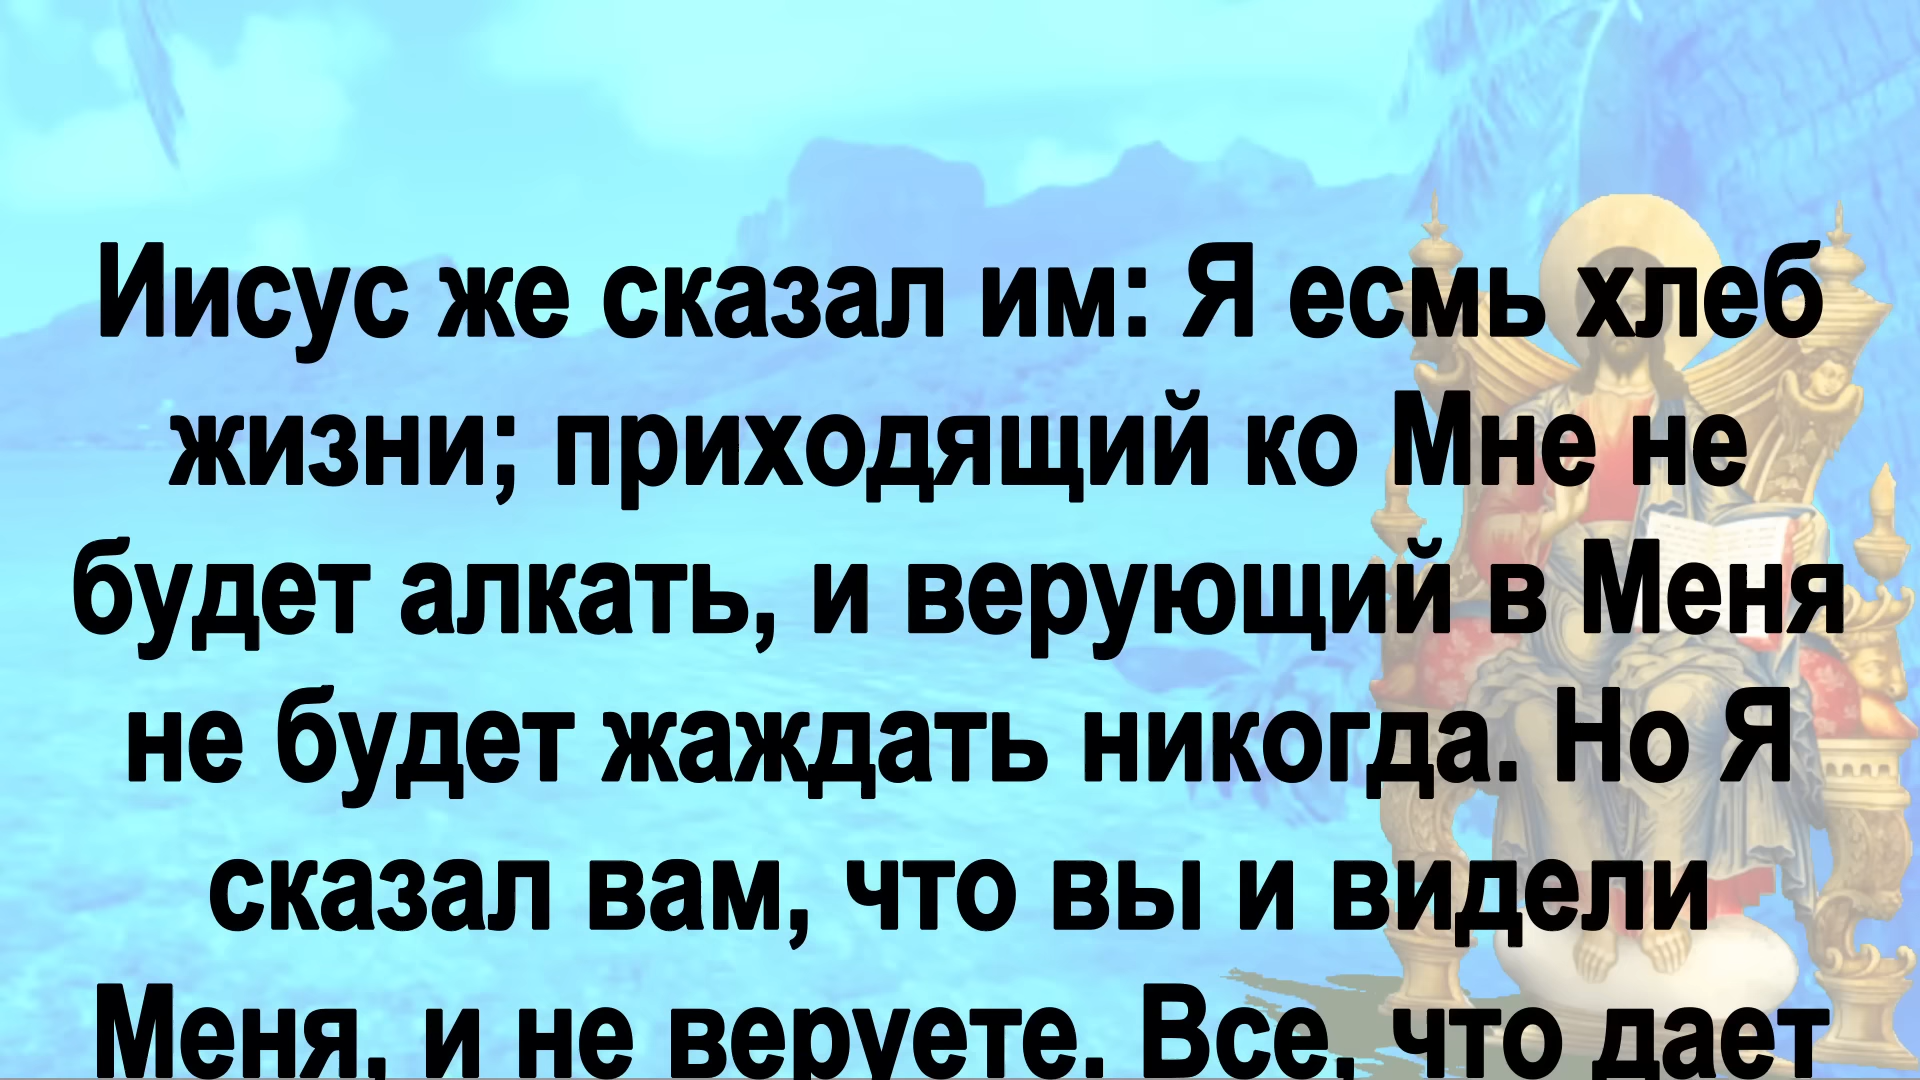 Иисус же сказал им: Я есмь хлеб
жизни; приходящий ко Мне не
будет алкать, и верующий в Меня
не будет жаждать никогда. Но Я
сказал вам, что вы и видели
Меня, и не веруете. Все, что дает